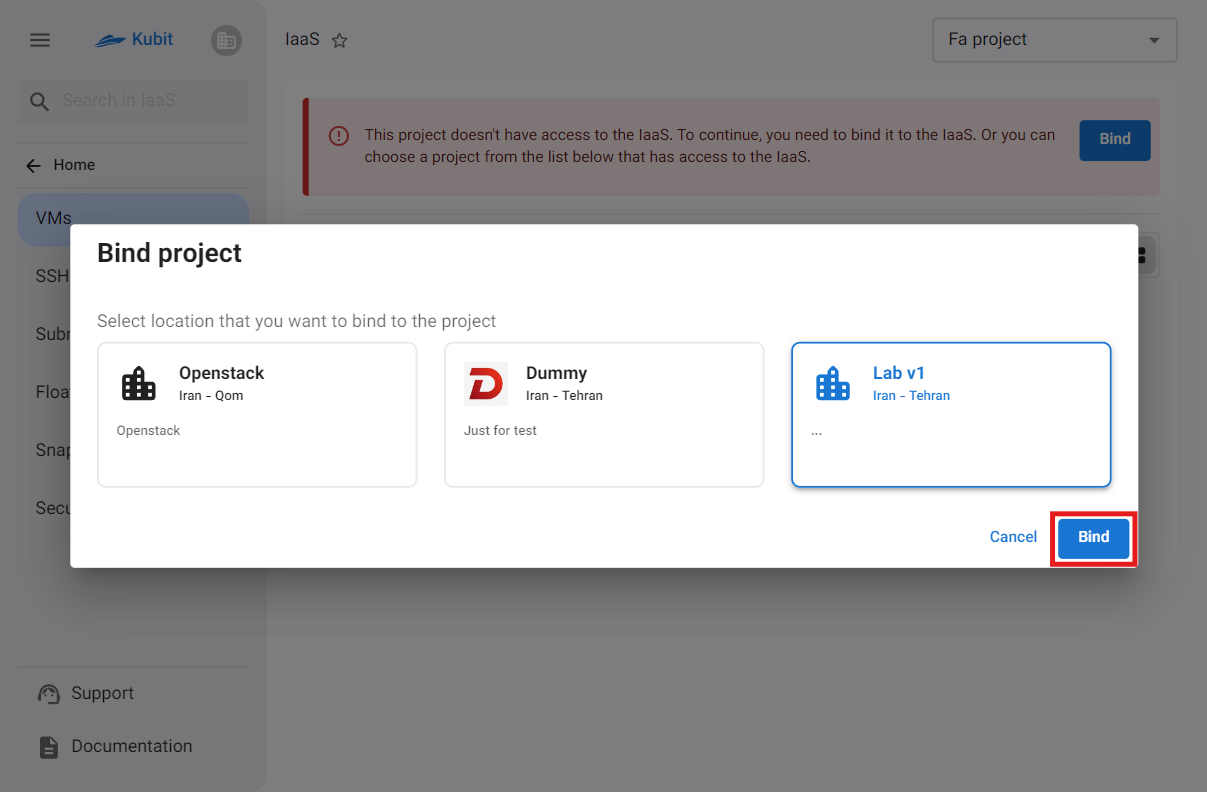 Kubit
IaaS
Fa project
Search in IaaS
This project doesn't have access to the IaaS. To continue, you need to bind it to the IaaS. Or you can
choose a project from the list below that has access to the IaaS.
Bind
Home
VMs
SSH
Subn
Float
Snap
Secu
Bind project
Select location that you want to bind to the project
Openstack
Iran - Qom
Openstack
Dummy
Iran - Tehran
Just for test
Lab v1
Iran - Tehran
...
Cancel
Bind
Support
Documentation